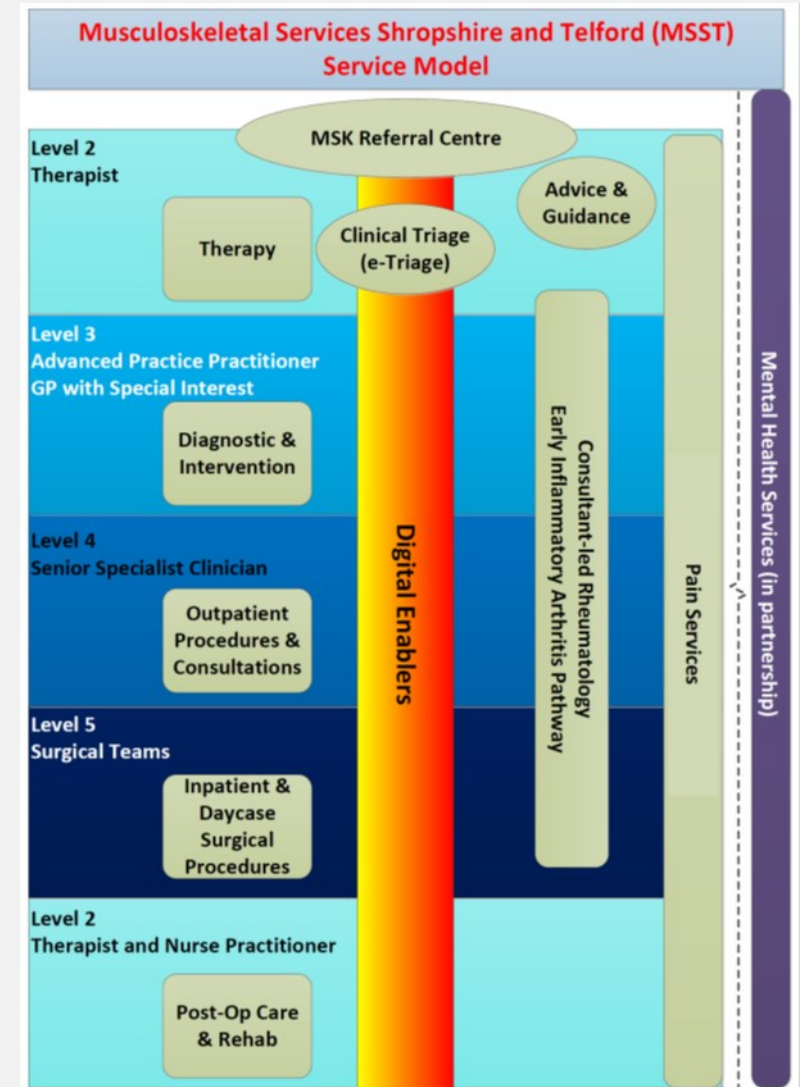 Musculoskeletal Services Shropshire and Telford (MSST)
Service Model
MSK Referral Centre
Level 2
Therapist
Advice &
Guidance
Therapy
Clinical Triage
(e-Triage)
Level 3
Advanced Practice Practitioner
GP with Special Interest
Diagnostic &
Intervention
Level 4
Senior Specialist Clinician
Outpatient
Procedures &
Consultations
Level 5
Surgical Teams
Inpatient &
Daycase
Surgical
Procedures
Level 2
Therapist and Nurse Practitioner
Post-Op Care
& Rehab
Digital Enablers
Consultant-led Rheumatology
Early Inflammatory Arthritis Pathway
Pain Services
Mental Health Services (in partnership)